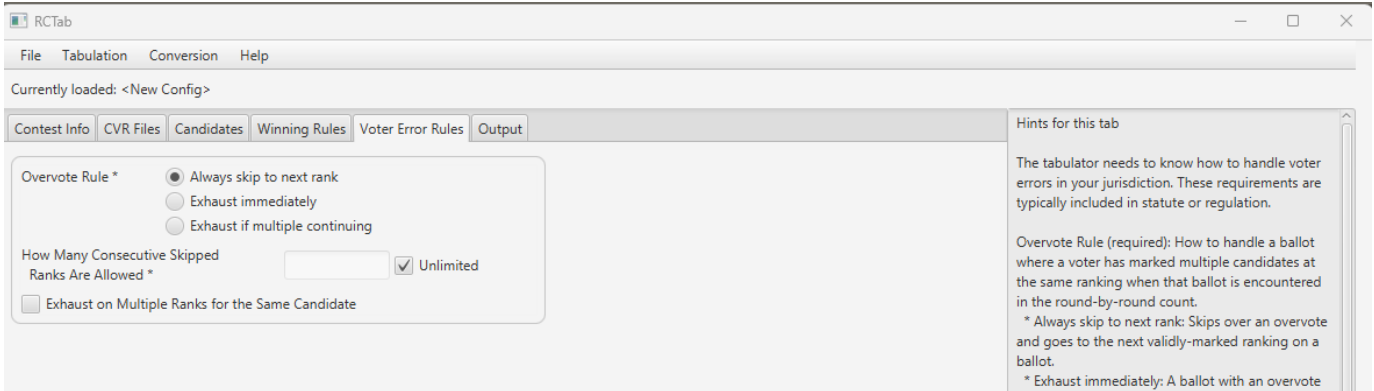 RCTab
File Tabulation Conversion Help
Currently loaded: <New Config>
Contest Info CVR Files Candidates Winning Rules Voter Error Rules Output
Overvote Rule *
Always skip to next rank
Exhaust immediately
Exhaust if multiple continuing
How Many Consecutive Skipped
Ranks Are Allowed *
Unlimited
Exhaust on Multiple Ranks for the Same Candidate
Hints for this tab
The tabulator needs to know how to handle voter
errors in your jurisdiction. These requirements are
typically included in statute or regulation.
Overvote Rule (required): How to handle a ballot
where a voter has marked multiple candidates at
the same ranking when that ballot is encountered
in the round-by-round count.
* Always skip to next rank: Skips over an overvote
and goes to the next validly-marked ranking on a
ballot.
* Exhaust immediately: A ballot with an overvote